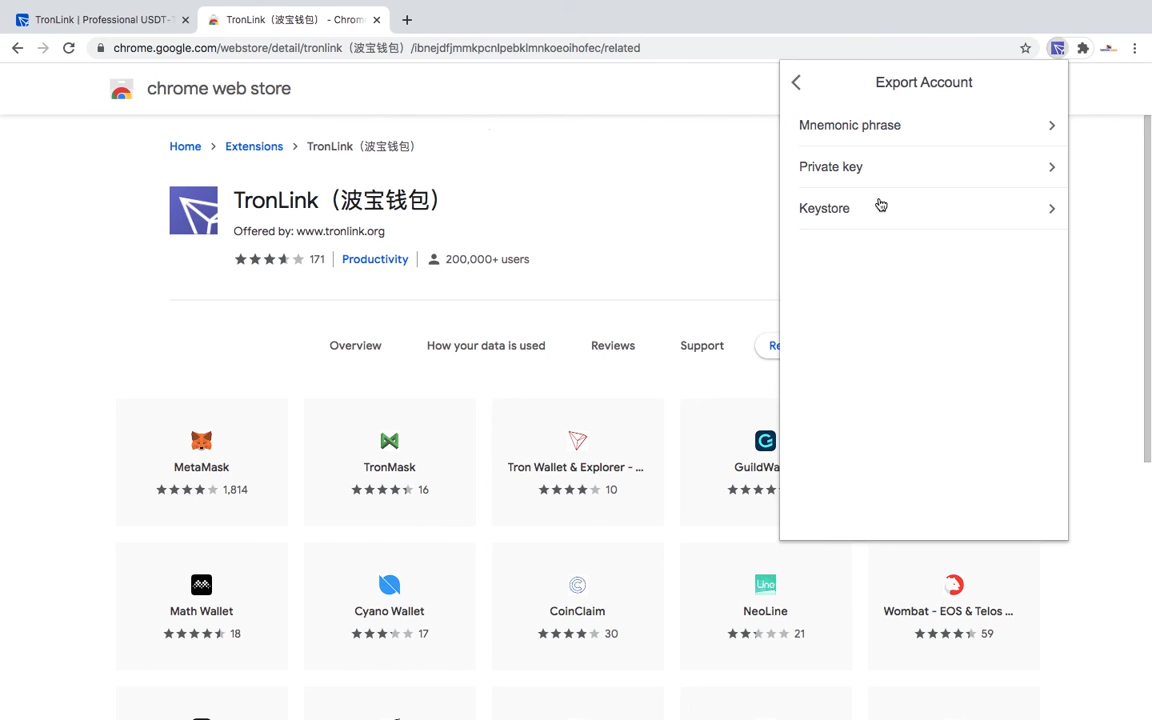 TronLink | Professional USDT-
TronLink（波宝钱包） - Chrom
chrome.google.com/webstore/detail/tronlink（波宝钱包）/ibnejdfjmmkpcnlpebklmnkoeoihofec/related
chrome web store
Home > Extensions > TronLink（波宝钱包）
TronLink（波宝钱包）
Offered by: www.tronlink.org
171 | Productivity | 200,000+ users
Overview
How your data is used
Reviews
Support
Re
MetaMask
1,814
TronMask
16
Tron Wallet & Explorer - ...
10
GuildWa
Math Wallet
18
Cyano Wallet
17
CoinClaim
30
NeoLine
21
Wombat - EOS & Telos ...
59
Export Account
Mnemonic phrase
Private key
Keystore
Lino